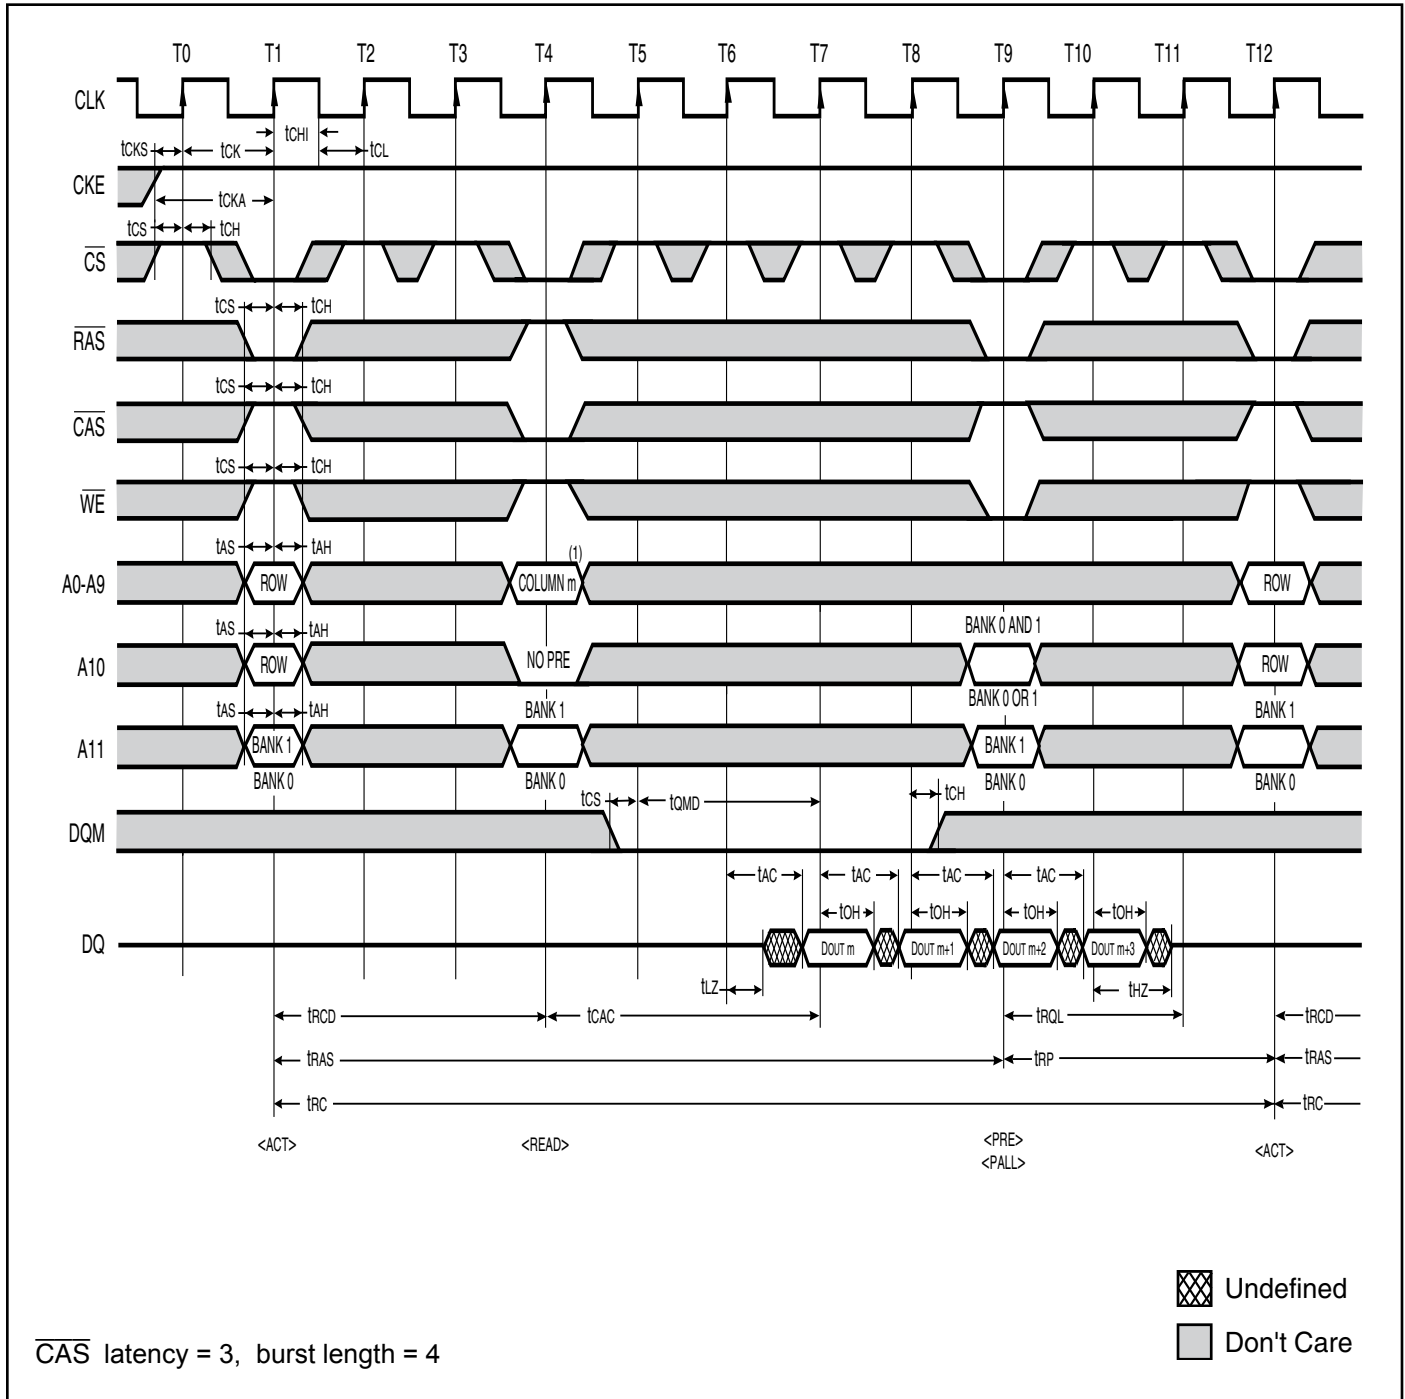 T0 T1 T2 T3 T4 T5 T6 T7 T8 T9 T10 T11 T12
CLK
tCHI
tCKS tCK tCL
CKE
tCKA
tCS tCH
CS
tCS tCH
RAS
tCS tCH
CAS
tCS tCH
WE
tAS tAH (1)
A0-A9 ROW COLUMN m ROW
BANK 0 AND 1
tAS tAH
A10 ROW NO PRE ROW
BANK 0 OR 1
tAS tAH BANK 1 BANK 1
A11 BANK 1 BANK 1
BANK 0 BANK 0 BANK 0 BANK 0
tCS tQMD tCH
DQM
tAC tAC tAC tAC
tOH tOH tOH tOH
DQ DOUT m DOUT m+1 DOUT m+2 DOUT m+3
tLZ tHZ
tRCD tCAC tRQL tRCD
tRAS tRP tRAS
tRC tRC
<ACT> <READ> <PRE> <ACT>
<PALL>
Undefined
Don't Care
CAS latency = 3, burst length = 4